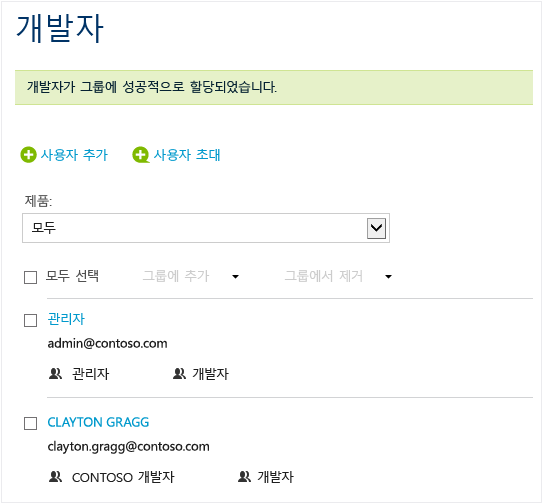 개발자
개발자가 그룹에 성공적으로 할당되었습니다.
사용자 추가 사용자 초대
제품:
모두
모두 선택 그룹에 추가 그룹에서 제거
관리자
admin@contoso.com
관리자 개발자
CLAYTON GRAGG
clayton.gragg@contoso.com
CONTOSO 개발자 개발자